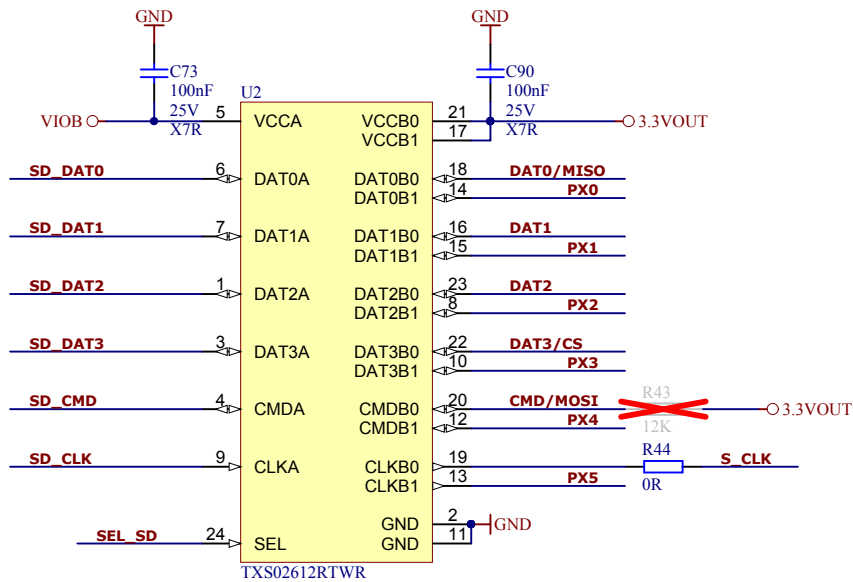 GND GND
C73 C90
100nF 100nF
U2
25V 25V
X7R X7R
VIOB 5 VCCA VCCB0 21 3.3VOUT
VCCB1 17
SD_DAT0 6 DAT0A DAT0B0 18 DAT0/MISO
DAT0B1 14 PX0
SD_DAT1 7 DAT1A DAT1B0 16 DAT1
DAT1B1 15 PX1
SD_DAT2 1 DAT2A DAT2B0 23 DAT2
DAT2B1 8 PX2
SD_DAT3 3 DAT3A DAT3B0 22 DAT3/CS
DAT3B1 10 PX3
SD_CMD 4 CMDA CMDB0 20 CMD/MOSI R43 3.3VOUT
CMDB1 12 PX4 12K
SD_CLK 9 CLKA CLKB0 19 R44 S_CLK
CLKB1 13 PX5 0R
GND 2 GND
SEL_SD 24 SEL GND 11
TXS02612RTWR